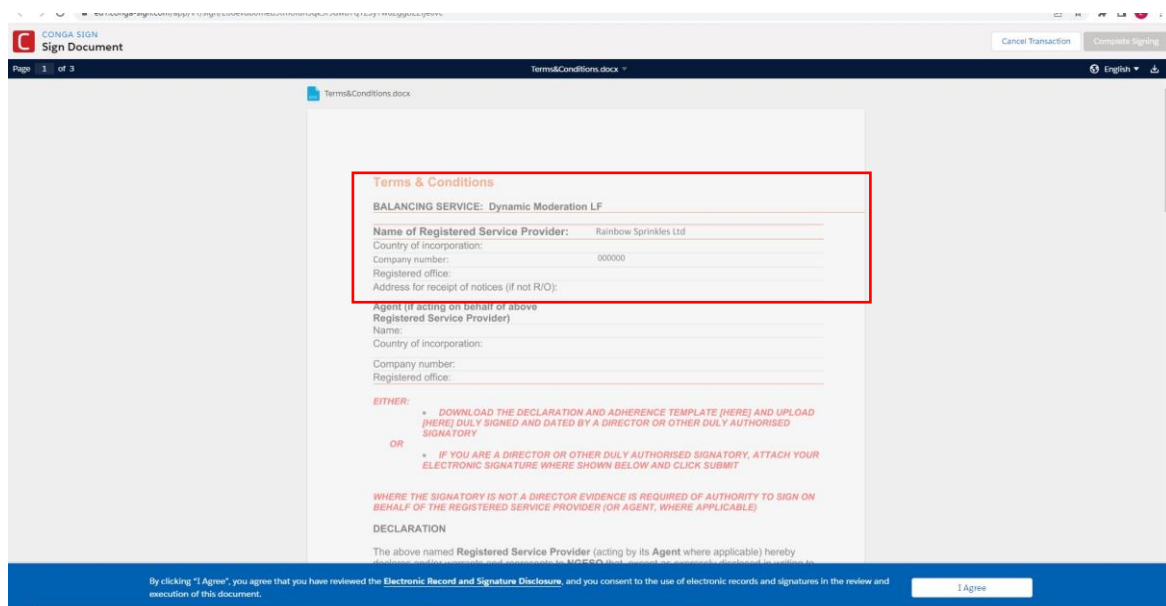 CONGA SIGN
Sign Document
Cancel Transaction
Complete Signing
Page 1 of 3
Terms&Conditions.docx
English
Terms&Conditions.docx
Terms & Conditions
BALANCING SERVICE: Dynamic Moderation LF
Name of Registered Service Provider: Rainbow Sprinkles Ltd
Country of incorporation:
Company number: 000000
Registered office:
Address for receipt of notices (if not R/O):
Agent (if acting on behalf of above
Registered Service Provider)
Name:
Country of incorporation:
Company number:
Registered office:
EITHER:
• DOWNLOAD THE DECLARATION AND ADHERENCE TEMPLATE [HERE] AND UPLOAD
[HERE] DULY SIGNED AND DATED BY A DIRECTOR OR OTHER DULY AUTHORISED
SIGNATORY
OR
• IF YOU ARE A DIRECTOR OR OTHER DULY AUTHORISED SIGNATORY, ATTACH YOUR
ELECTRONIC SIGNATURE WHERE SHOWN BELOW AND CLICK SUBMIT
WHERE THE SIGNATORY IS NOT A DIRECTOR EVIDENCE IS REQUIRED OF AUTHORITY TO SIGN ON
BEHALF OF THE REGISTERED SERVICE PROVIDER (OR AGENT, WHERE APPLICABLE)
DECLARATION
The above named Registered Service Provider (acting by its Agent where applicable) hereby
By clicking "I Agree", you agree that you have reviewed the Electronic Record and Signature Disclosure, and you consent to the use of electronic records and signatures in the review and
execution of this document.
I Agree